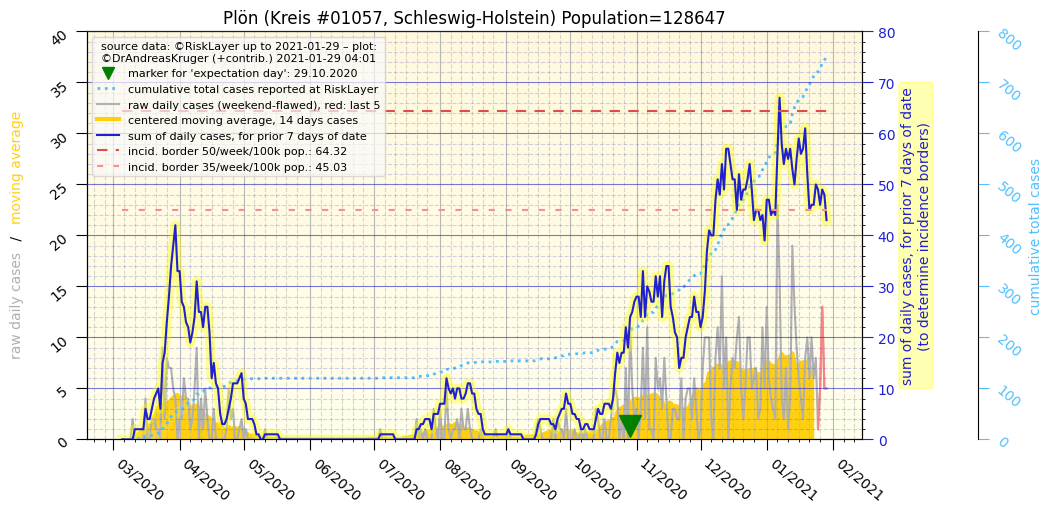 Plön (Kreis #01057, Schleswig-Holstein) Population=128647
source data: ©RiskLayer up to 2021-01-29 – plot:
©DrAndreasKruger (+contrib.) 2021-01-29 04:01
marker for 'expectation day': 29.10.2020
cumulative total cases reported at RiskLayer
raw daily cases (weekend-flawed), red: last 5
centered moving average, 14 days cases
sum of daily cases, for prior 7 days of date
incid. border 50/week/100k pop.: 64.32
incid. border 35/week/100k pop.: 45.03
raw daily cases / moving average
40
35
30
25
20
15
10
5
0
03/2020
04/2020
05/2020
06/2020
07/2020
08/2020
09/2020
10/2020
11/2020
12/2020
01/2021
02/2021
80
70
60
50
40
30
20
10
0
sum of daily cases, for prior 7 days of date
(to determine incidence borders)
800
700
600
500
400
300
200
100
0
cumulative total cases